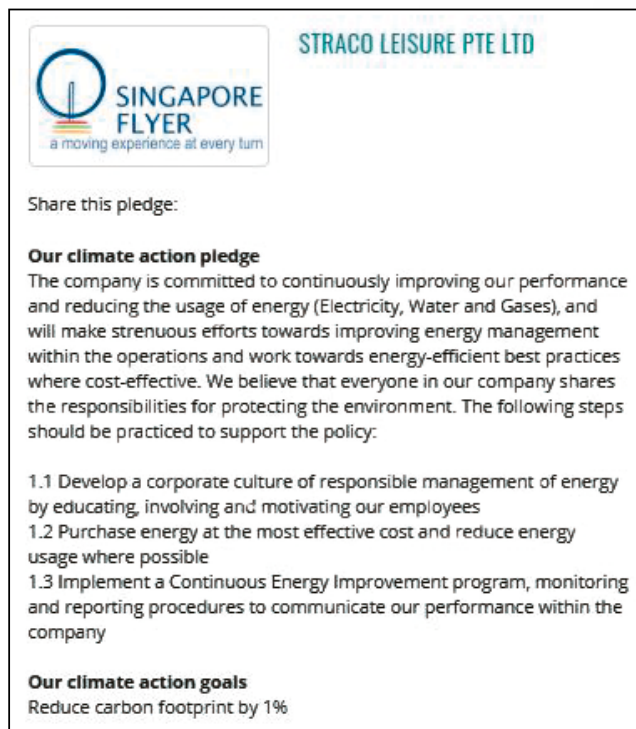 STRACO LEISURE PTE LTD
SINGAPORE
FLYER
a moving experience at every turn
Share this pledge:
Our climate action pledge
The company is committed to continuously improving our performance
and reducing the usage of energy (Electricity, Water and Gases), and
will make strenuous efforts towards improving energy management
within the operations and work towards energy-efficient best practices
where cost-effective. We believe that everyone in our company shares
the responsibilities for protecting the environment. The following steps
should be practiced to support the policy:
1.1 Develop a corporate culture of responsible management of energy
by educating, involving and motivating our employees
1.2 Purchase energy at the most effective cost and reduce energy
usage where possible
1.3 Implement a Continuous Energy Improvement program, monitoring
and reporting procedures to communicate our performance within the
company
Our climate action goals
Reduce carbon footprint by 1%